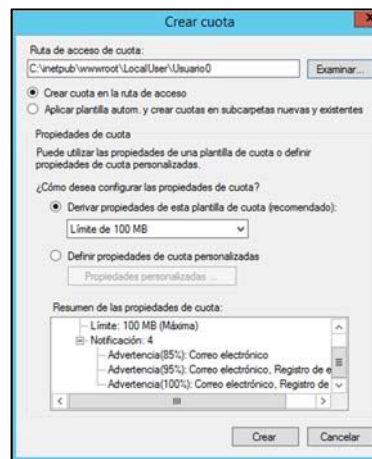 Crear cuota
x
Ruta de acceso de cuota:
C:\inetpub\wwwroot\LocalUser\Usuario0
Examinar...
Crear cuota en la ruta de acceso
Aplicar plantilla autom. y crear cuotas en subcarpetas nuevas y existentes
Propiedades de cuota
Puede utilizar las propiedades de una plantilla de cuota o definir
propiedades de cuota personalizadas.
¿Cómo desea configurar las propiedades de cuota?
Derivar propiedades de esta plantilla de cuota (recomendado):
Límite de 100 MB
Definir propiedades de cuota personalizadas
Propiedades personalizadas ...
Resumen de las propiedades de cuota:
Límite: 100 MB (Máxima)
Notificación: 4
Advertencia(85%): Correo electrónico
Advertencia(95%): Correo electrónico, Registro de e
Advertencia(100%): Correo electrónico, Registro de
Crear
Cancelar